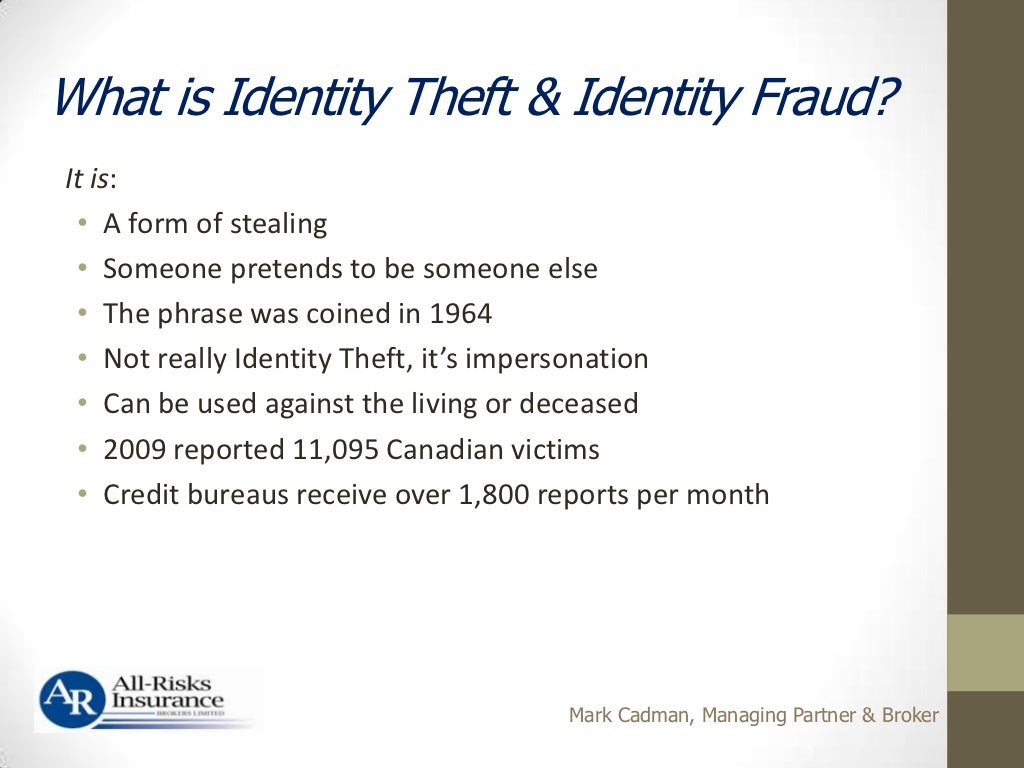 What is Identity Theft & Identity Fraud?
It is:
• A form of stealing
• Someone pretends to be someone else
• The phrase was coined in 1964
• Not really Identity Theft, it’s impersonation
• Can be used against the living or deceased
• 2009 reported 11,095 Canadian victims
• Credit bureaus receive over 1,800 reports per month
AR
All-Risks
Insurance
BROKERS LIMITED
Mark Cadman, Managing Partner & Broker